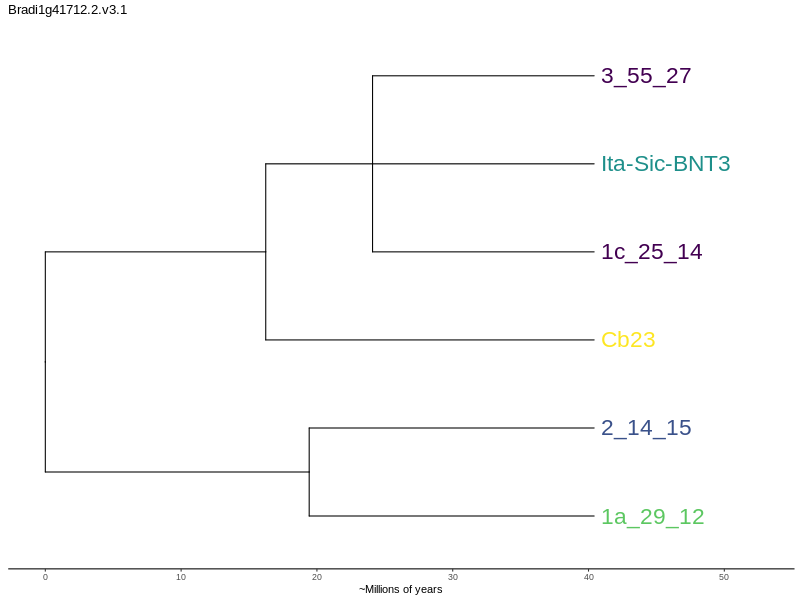 Bradi1g41712.2.v3.1
3_55_27
Ita-Sic-BNT3
1c_25_14
Cb23
2_14_15
1a_29_12
0 10 20 30 40 50
~Millions of years